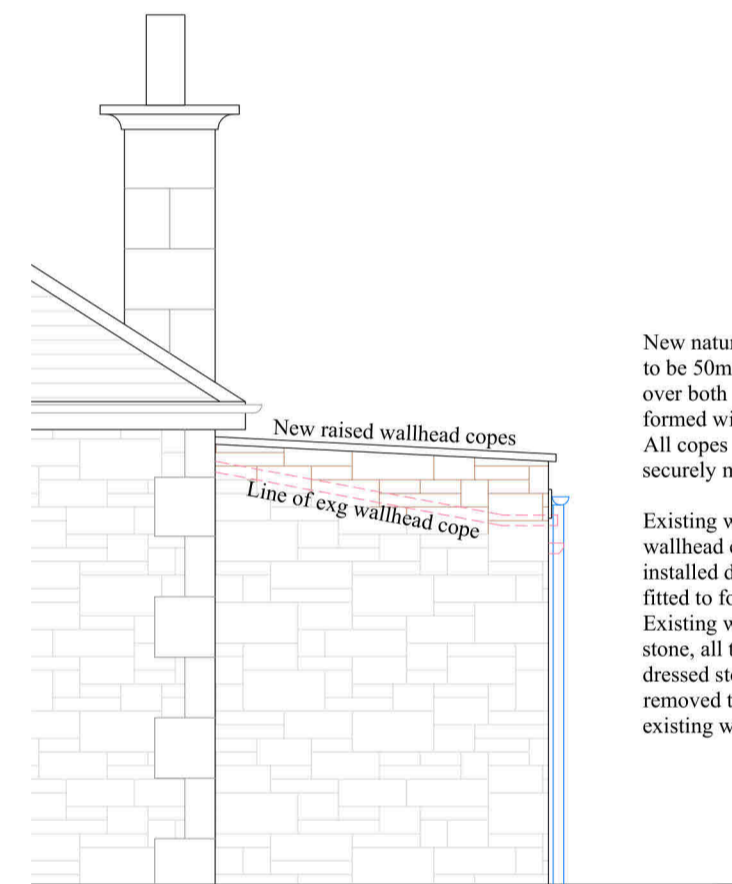 New raised wallhead copes
Line of exg wallhead cope
New natur
to be 50m
over both
formed wi
All copes
securely n
Existing w
wallhead
installed d
fitted to fo
Existing w
stone, all t
dressed ste
removed t
existing w